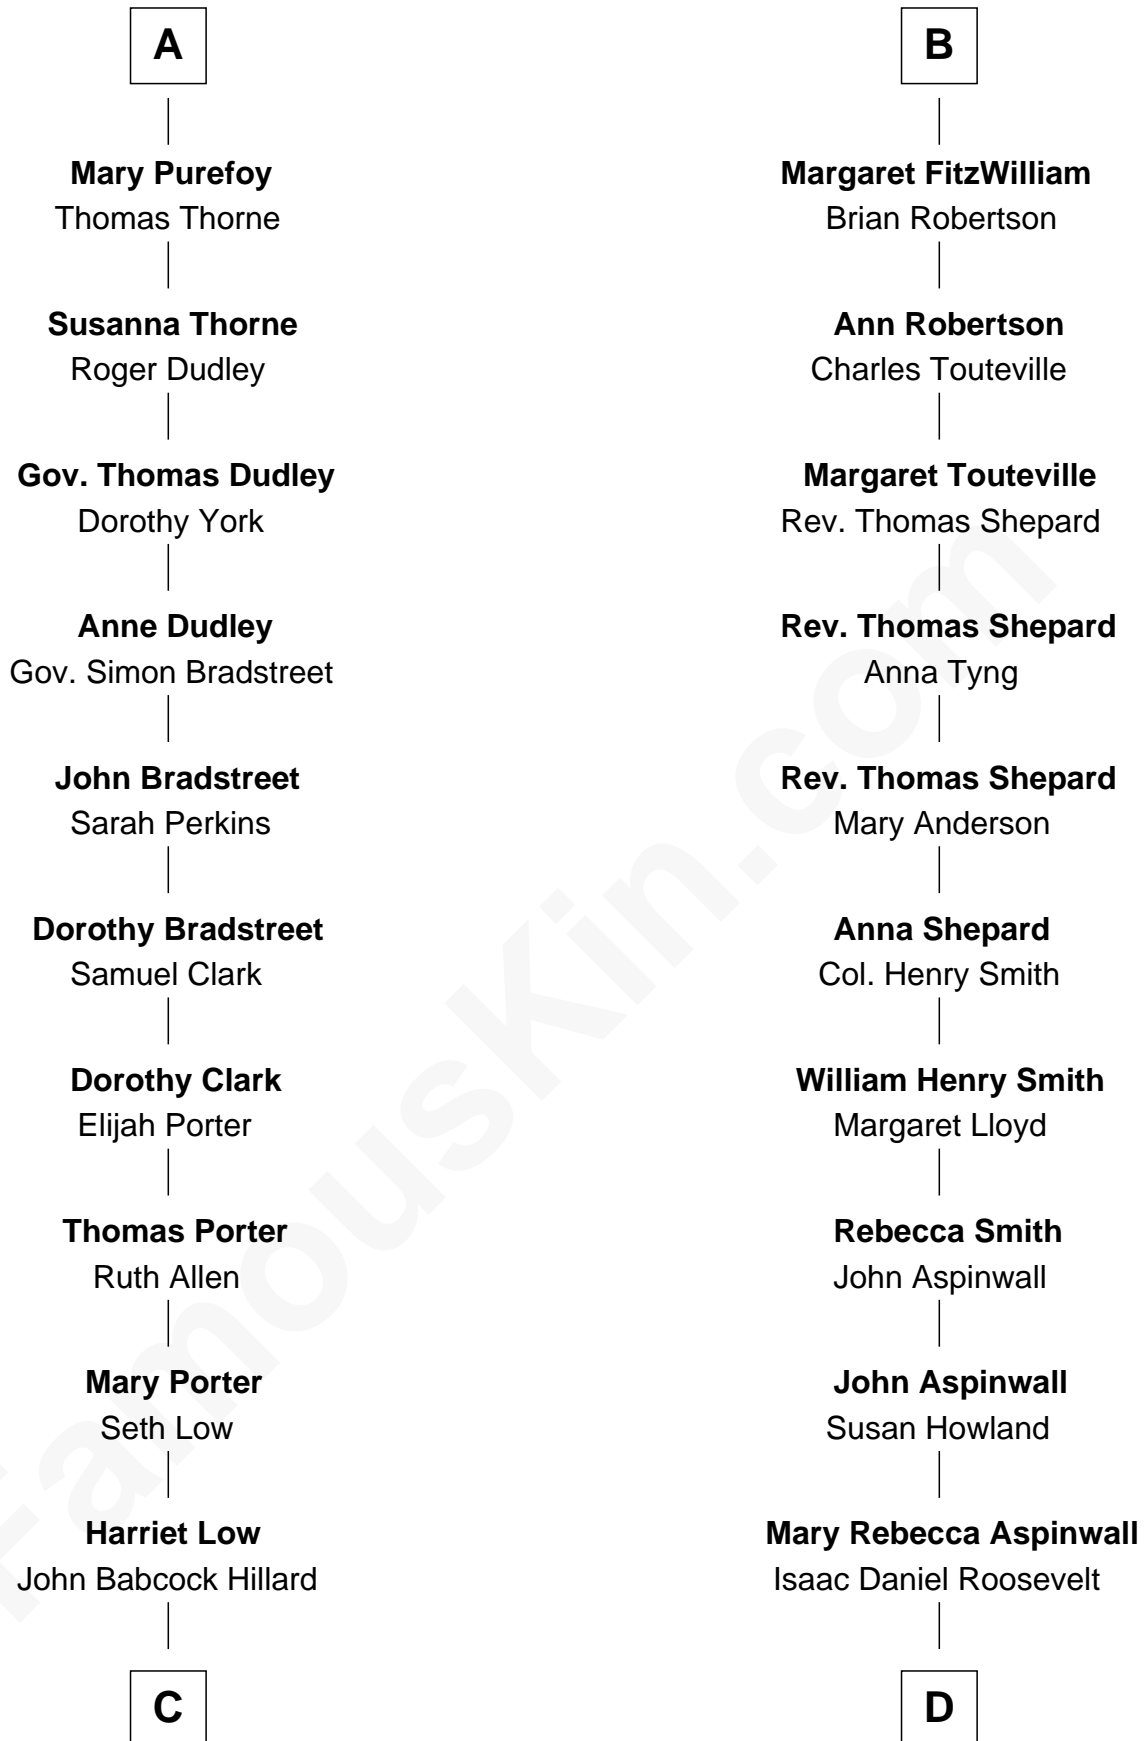 A
Mary Purefoy
Thomas Thorne
Susanna Thorne
Roger Dudley
Gov. Thomas Dudley
Dorothy York
Anne Dudley
Gov. Simon Bradstreet
John Bradstreet
Sarah Perkins
Dorothy Bradstreet
Samuel Clark
Dorothy Clark
Elijah Porter
Thomas Porter
Ruth Allen
Mary Porter
Seth Low
Harriet Low
John Babcock Hillard
C
B
Margaret FitzWilliam
Brian Robertson
Ann Robertson
Charles Touteville
Margaret Touteville
Rev. Thomas Shepard
Rev. Thomas Shepard
Anna Tyng
Rev. Thomas Shepard
Mary Anderson
Anna Shepard
Col. Henry Smith
William Henry Smith
Margaret Lloyd
Rebecca Smith
John Aspinwall
John Aspinwall
Susan Howland
Mary Rebecca Aspinwall
Isaac Daniel Roosevelt
D
FamousKin.com